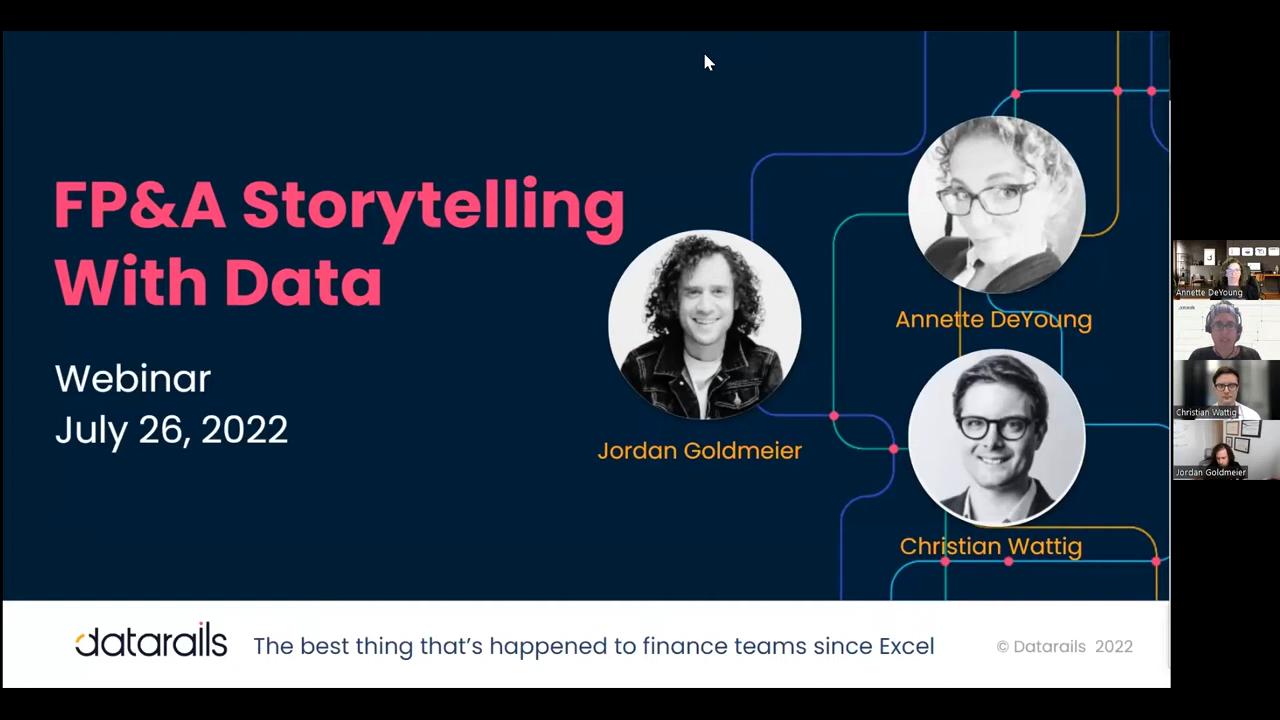 FP&A Storytelling
With Data
Webinar
July 26, 2022
Jordan Goldmeier
Annette DeYoung
Christian Wattig
datarails
The best thing that’s happened to finance teams since Excel
© Datarails 2022
Annette DeYoung
Christian Wattig
Jordan Goldmeier